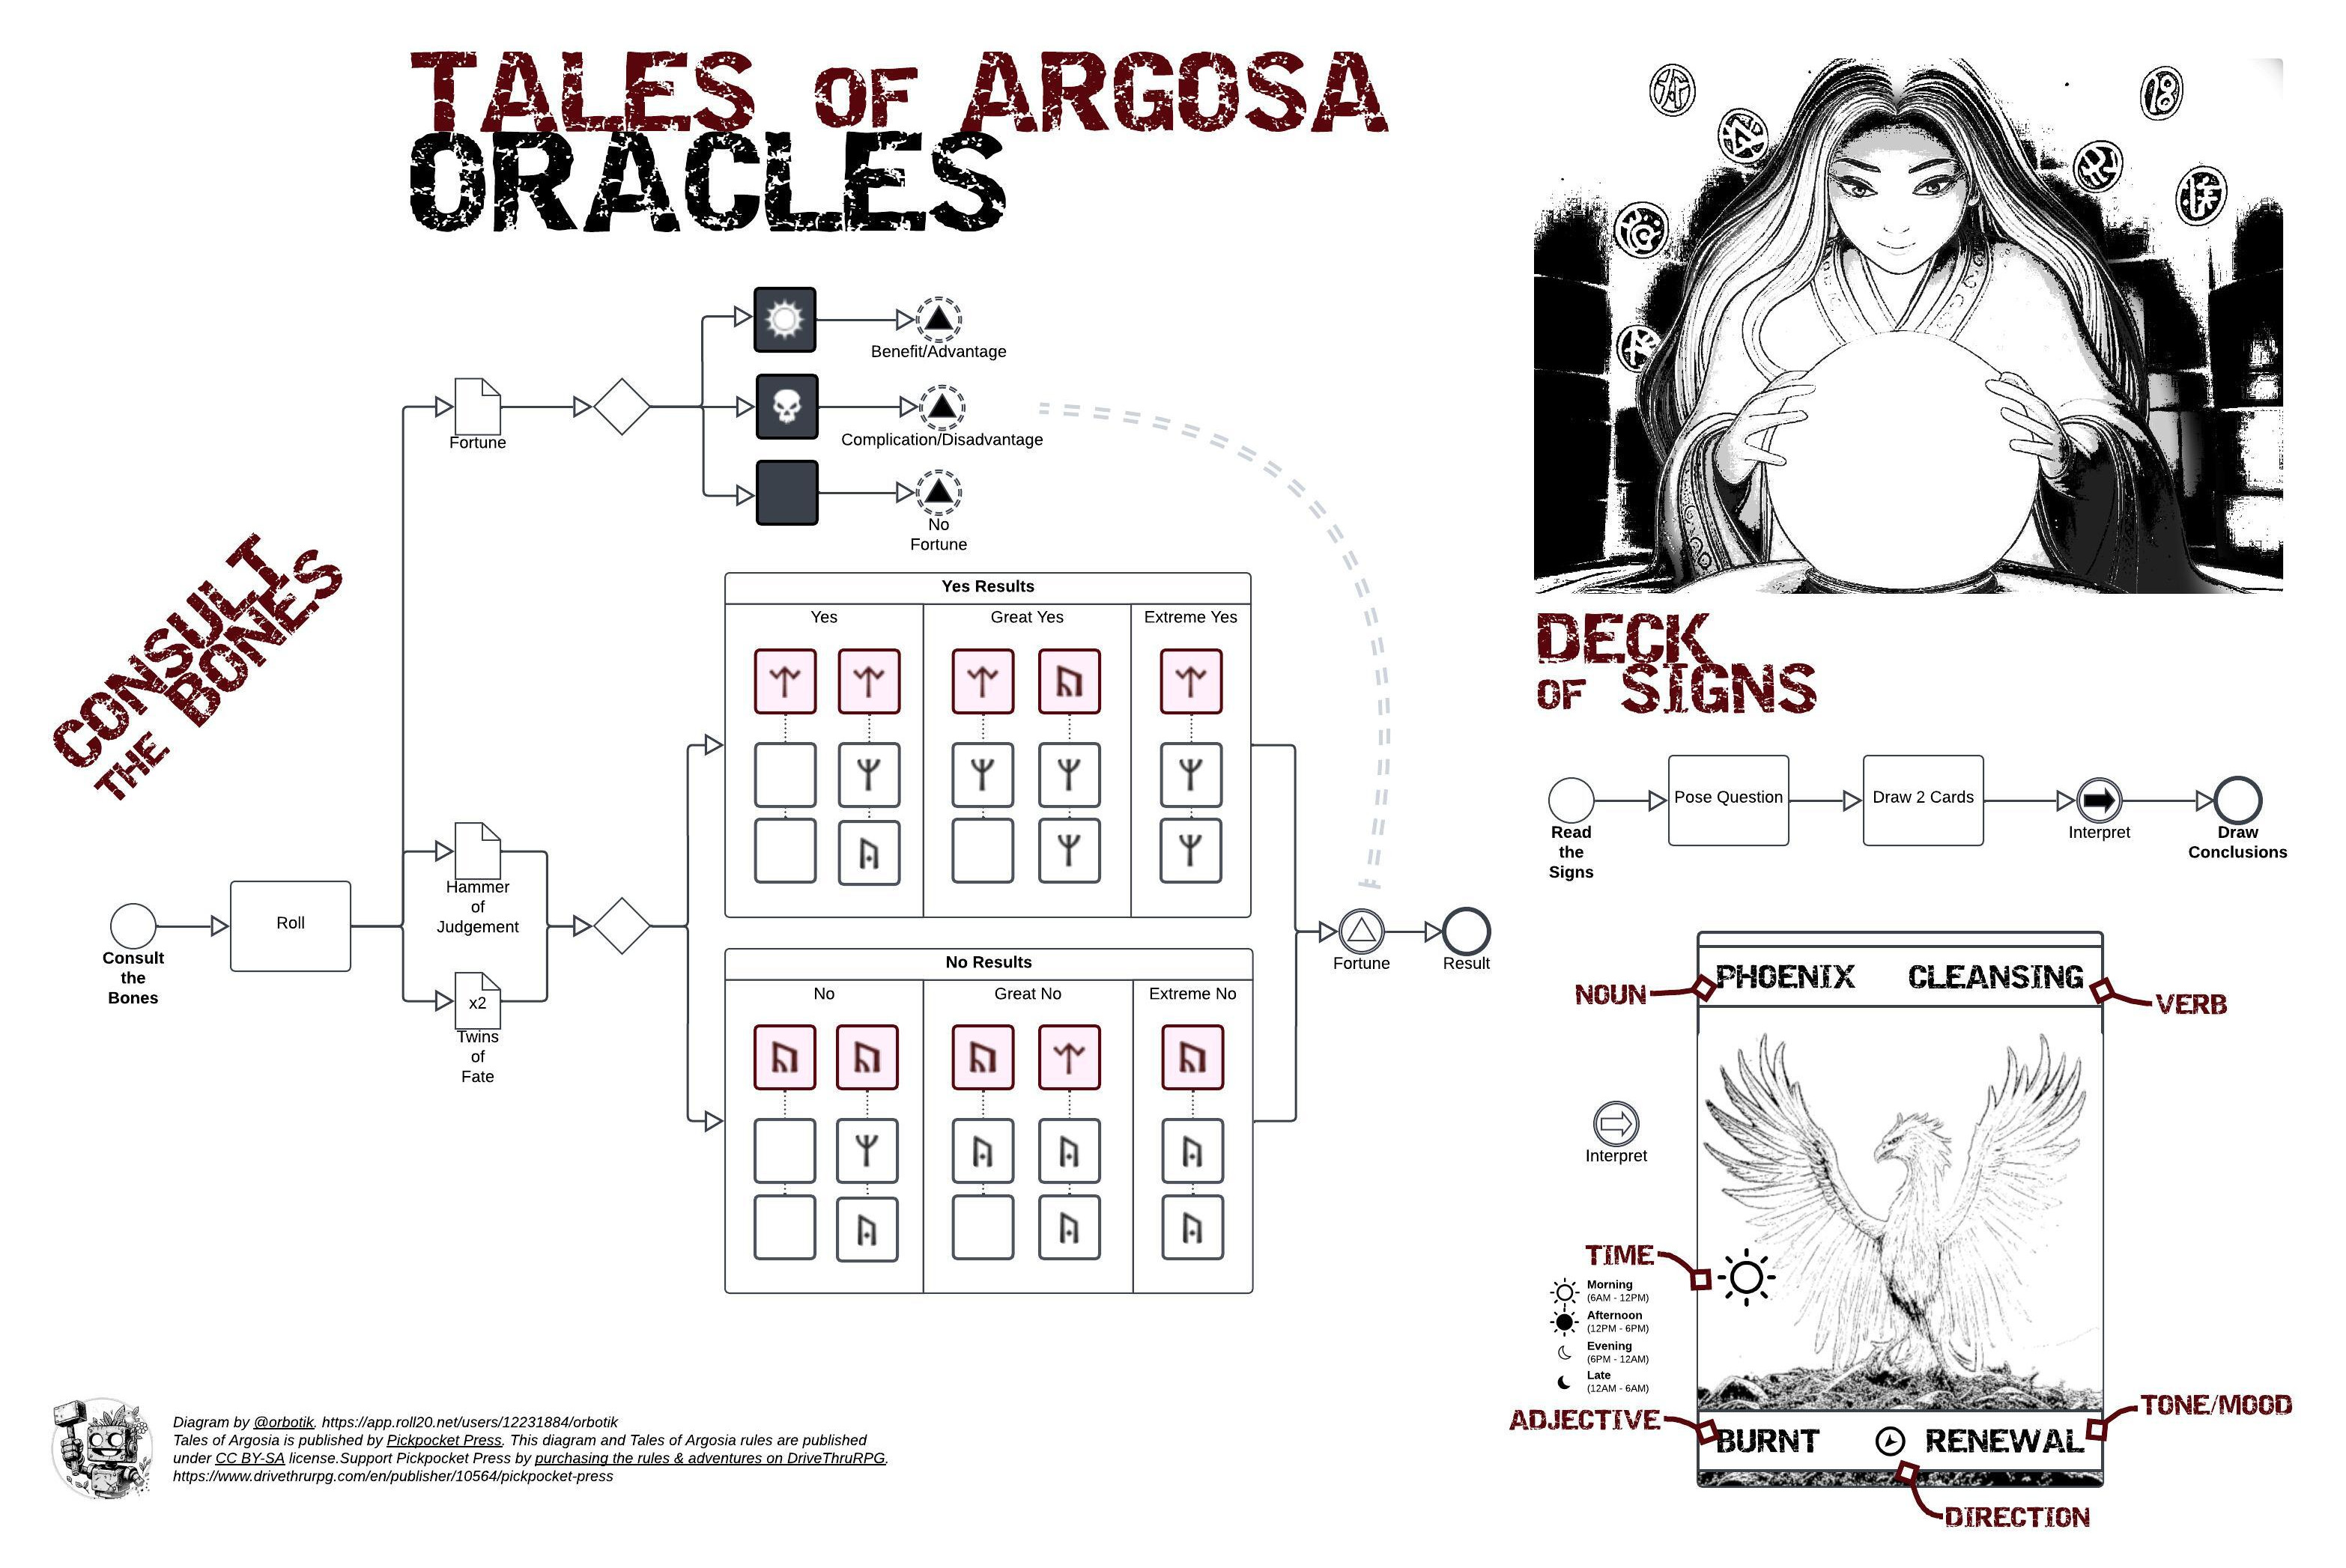 TALES OF ARGOSA
ORACLES
CONSULT
THE BONES
Fortune
Benefit/Advantage
Complication/Disadvantage
No
Fortune
Yes Results
Yes
Great Yes
Extreme Yes
Consult
the
Bones
Roll
Hammer
of
Judgement
x2
Twins
of
Fate
No Results
No
Great No
Extreme No
Fortune
Result
DECK
OF SIGNS
Read
the
Signs
Pose Question
Draw 2 Cards
Interpret
Draw
Conclusions
NOUN
PHOENIX CLEANSING
VERB
Interpret
TIME
Morning
(6AM - 12PM)
Afternoon
(12PM - 6PM)
Evening
(6PM - 12AM)
Late
(12AM - 6AM)
ADJECTIVE
TONE/MOOD
BURNT RENEWAL
DIRECTION
Diagram by @orbotik. https://app.roll20.net/users/12231884/orbotik
Tales of Argosia is published by Pickpocket Press. This diagram and Tales of Argosia rules are published
under CC BY-SA license.Support Pickpocket Press by purchasing the rules & adventures on DriveThruRPG.
https://www.drivethrurpg.com/en/publisher/10564/pickpocket-press